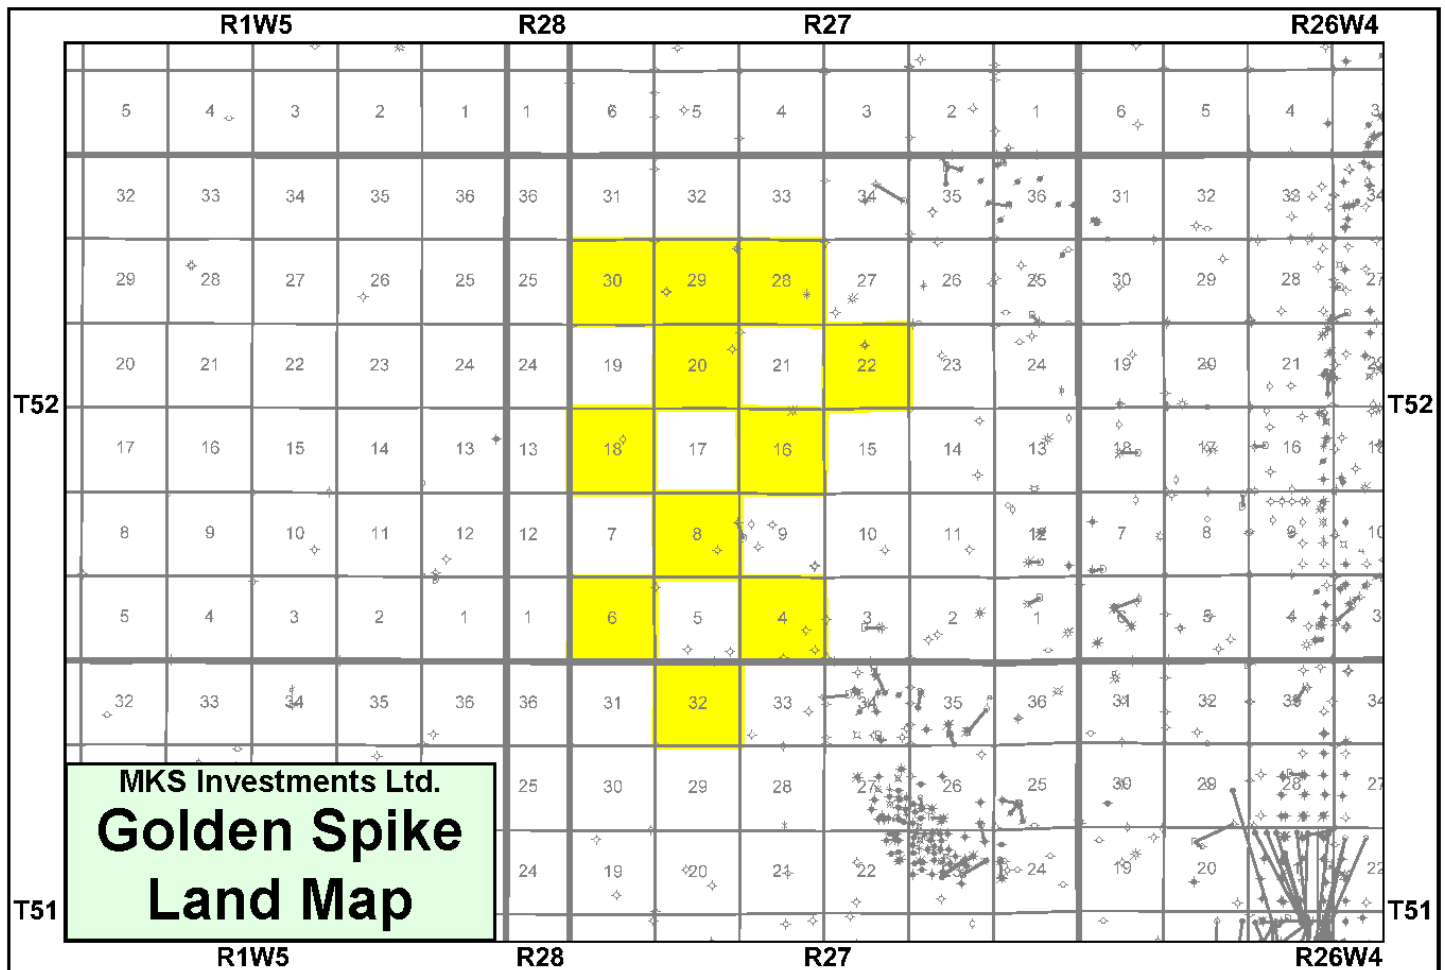 R1W5 R28 R27 R26W4
5 4 3 2 1 1 6 5 4 3 2 1 6 5 4 3
32 33 34 35 36 36 31 32 33 34 35 36 31 32 33 34
29 28 27 26 25 25 30 29 28 27 26 25 30 29 28 27
20 21 22 23 24 24 19 20 21 22 23 24 19 20 21
T52 T52
17 16 15 14 13 13 18 17 16 15 14 13 18 17 16
8 9 10 11 12 12 7 8 9 10 11 12 7 8 9 10
5 4 3 2 1 1 6 5 4 3 2 1 6 5 4 3
32 33 34 35 36 36 31 32 33 34 35 36 31 32 33 34
25 30 29 28 27 26 25 30 29 28 27
24 19 20 21 22 24 19 20 22
MKS Investments Ltd.
Golden Spike
Land Map
T51 T51
R1W5 R28 R27 R26W4